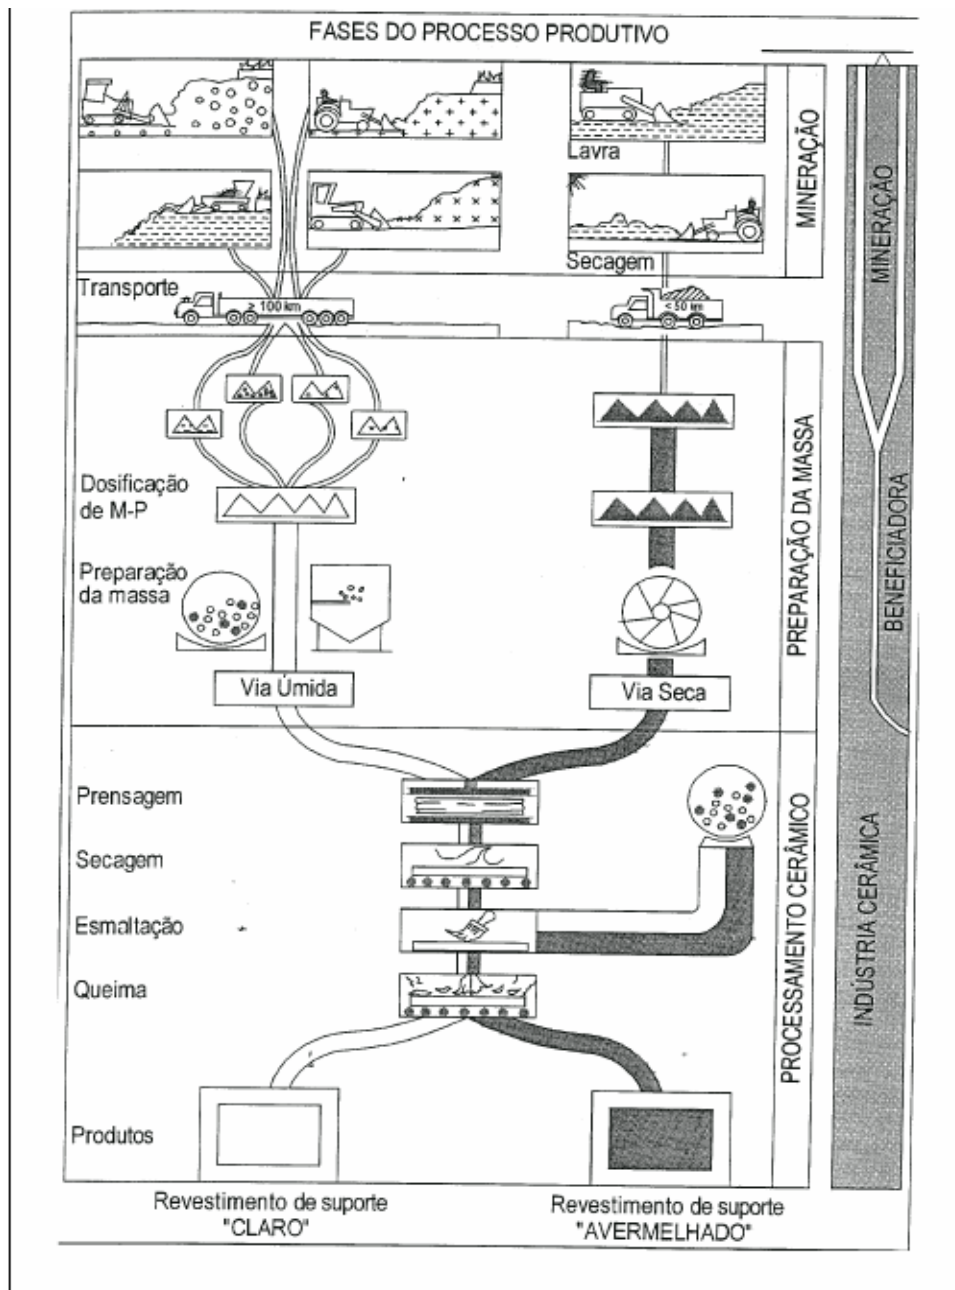 FASES DO PROCESSO PRODUTIVO
Lavra
Secagem
MINERAÇÃO
Transporte
≥ 100 km
< 50 km
Dosificação
de M-P
Preparação
da massa
Via Úmida
Via Seca
PREPARAÇÃO DA MASSA
Prensagem
Secagem
Esmaltação
Queima
Produtos
PROCESSAMENTO CERÂMICO
Revestimento de suporte
"CLARO"
Revestimento de suporte
"AVERMELHADO"
MINERAÇÃO
BENEFICIADORA
INDÚSTRIA CERÂMICA